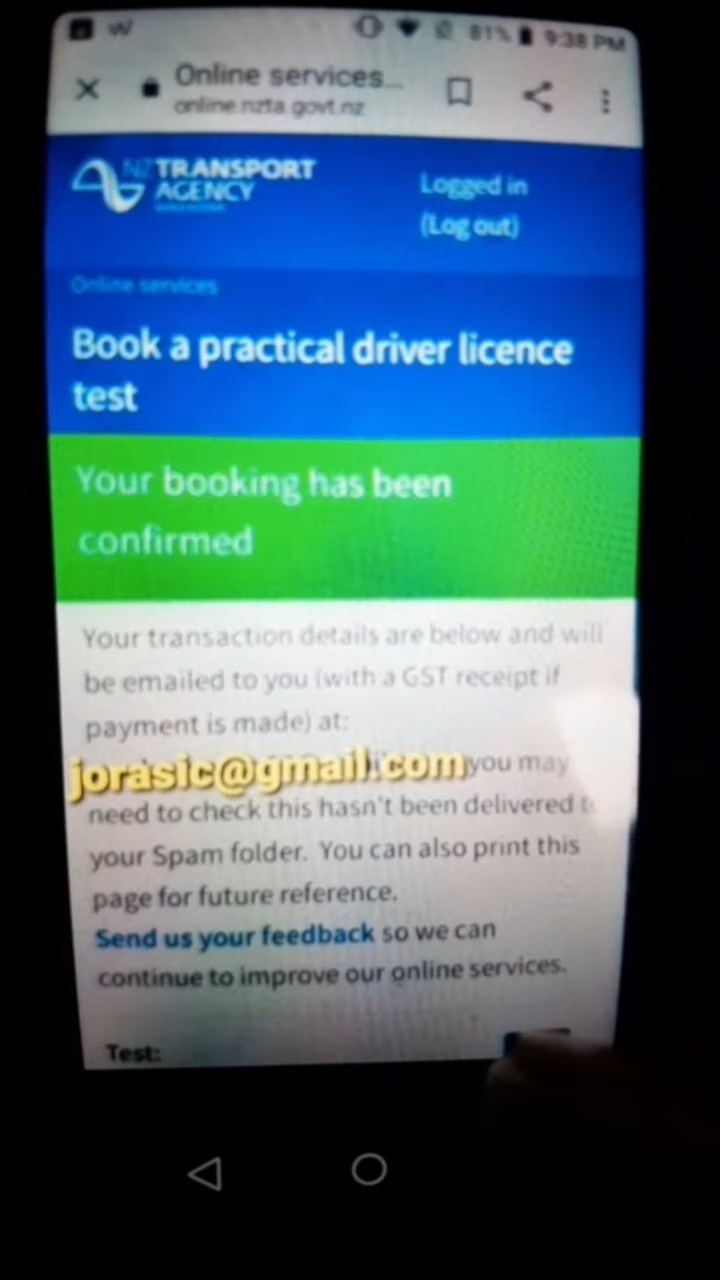 W
81% 9:38 PM
Online services...
online.nzta.govt.nz
NZ TRANSPORT
AGENCY
Logged in
(Log out)
Online services
Book a practical driver licence
test
Your booking has been
confirmed
Your transaction details are below and will
be emailed to you (with a GST receipt if
payment is made) at:
jorasic@gmail.com you may
need to check this hasn't been delivered to
your Spam folder. You can also print this
page for future reference.
Send us your feedback so we can
continue to improve our online services.
Test: